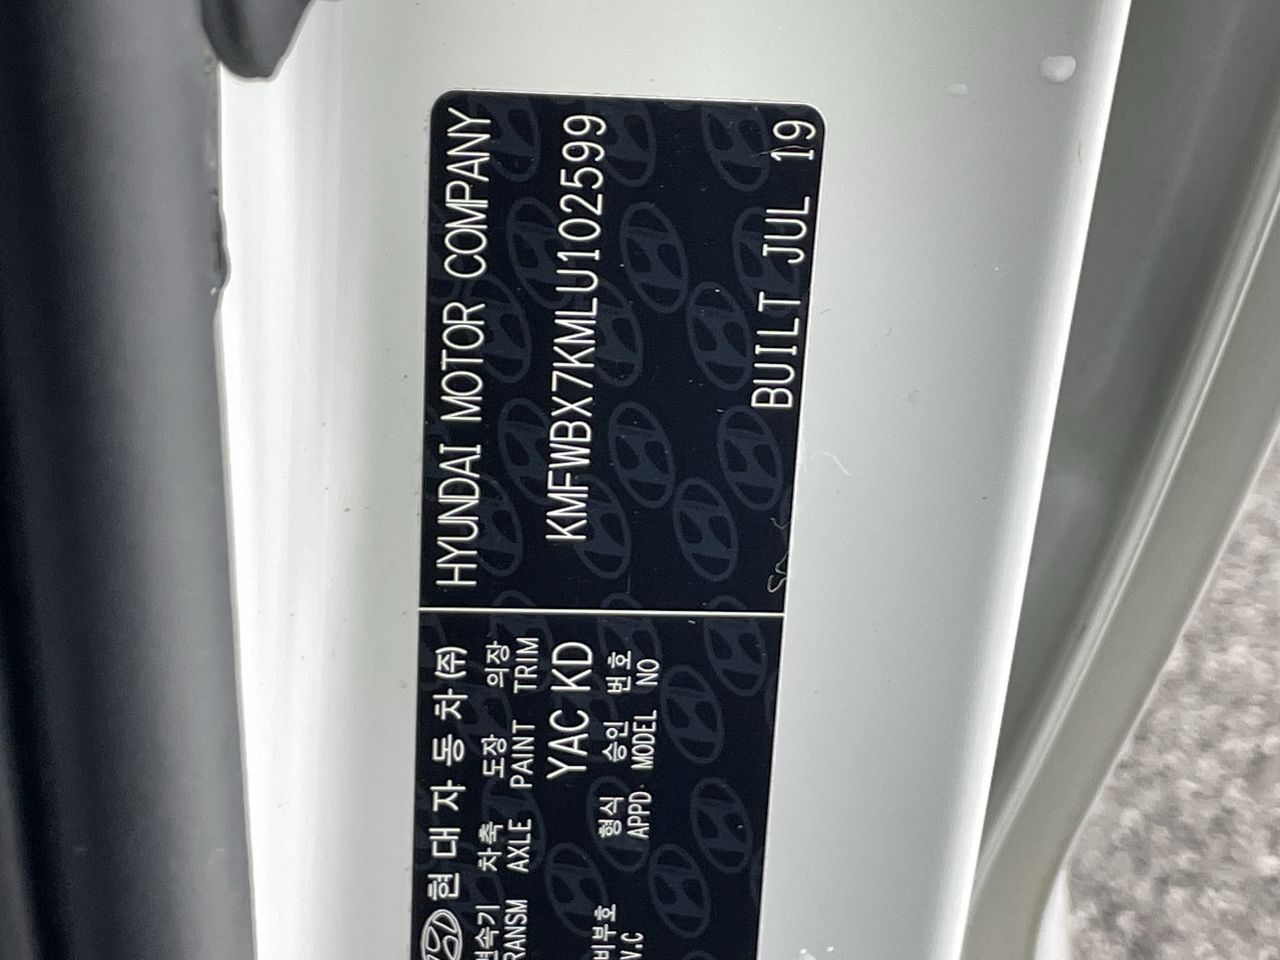 현대자동차(주) HYUNDAI MOTOR COMPANY
변속기 차축 도장 의장
TRANSM AXLE PAINT TRIM
YAC KD KMFWBX7KMLU102599
형식 승인 번호
APPD MODEL NO
V.C
BUILT JUL 19